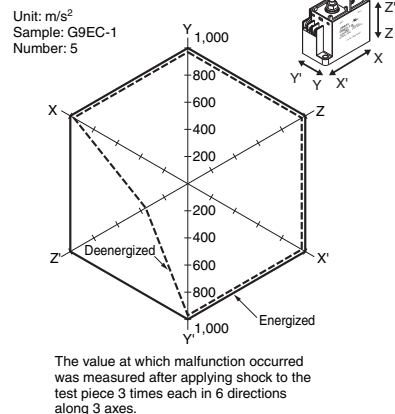 Unit: m/s²
Sample: G9EC-1
Number: 5
Z'
Z
X
Y'
Y
X'
Y
1,000
800
600
400
200
X
Z
200
400
600
800
1,000
Deenergized
Z'
X'
Energized
Y'
The value at which malfunction occurred
was measured after applying shock to the
test piece 3 times each in 6 directions
along 3 axes.